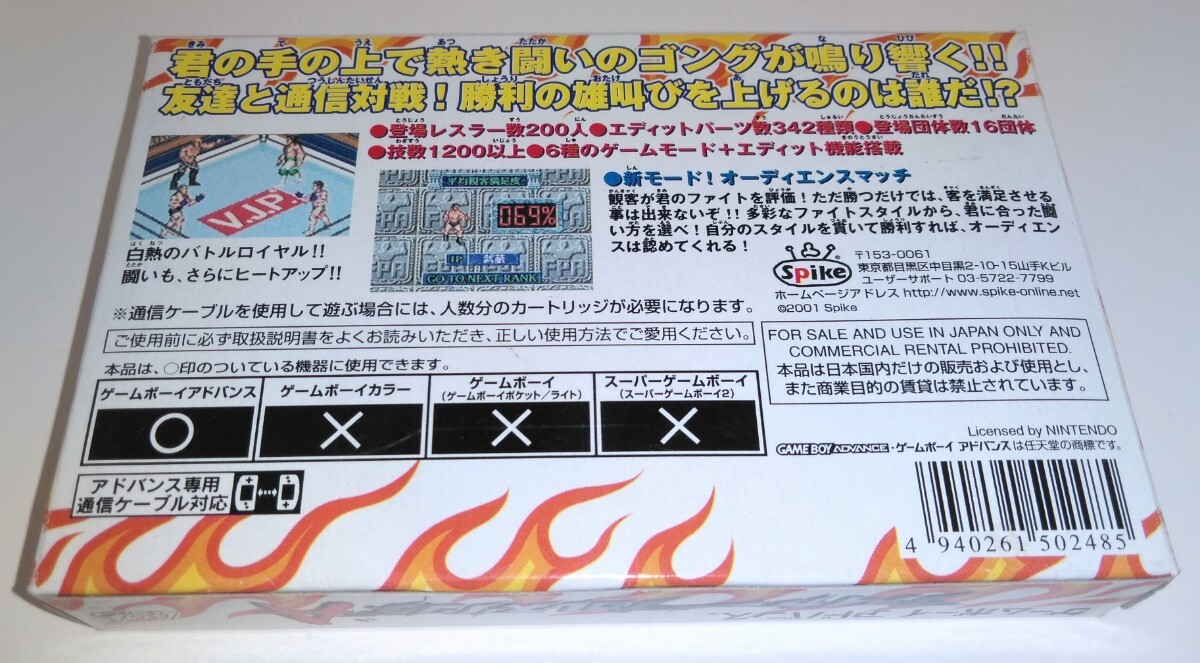 君の手の上で熱き闘いのゴングが鳴り響く!!
友達と通信対戦!勝利の雄叫びを上げるのは誰だ!?
●登場レスラー数200人●エディットパーツ数342種類●登場団体数16団体
●技数1200以上●6種のゲームモード+エディット機能搭載
V.J.P.
白熱のバトルロイヤル!!
闘いも、さらにヒートアップ!!
平均観客満足度
069%
1P 武蔵
GO TO NEXT RANK
FPA
●新モード!オーディエンスマッチ
観客が君のファイトを評価!ただ勝つだけでは、客を満足させる
事は出来ないぞ!!多彩なファイトスタイルから、君に合った闘
い方を選べ!自分のスタイルを貫いて勝利すれば、オーディエン
スは認めてくれる!
Spike
〒153-0061
東京都目黒区中目黒2-10-15山手Kビル
ユーザーサポート 03-5722-7799
ホームページアドレス http://www.spike-online.net
©2001 Spike
※通信ケーブルを使用して遊ぶ場合には、人数分のカートリッジが必要になります。
ご使用前に必ず取扱説明書をよくお読みいただき、正しい使用方法でご愛用ください。
本品は、○印のついている機器に使用できます。
ゲームボーイアドバンス
○
ゲームボーイカラー
×
ゲームボーイ
(ゲームボーイポケット/ライト)
×
スーパーゲームボーイ
(スーパーゲームボーイ2)
×
FOR SALE AND USE IN JAPAN ONLY AND
COMMERCIAL RENTAL PROHIBITED.
本品は日本国内だけの販売および使用とし、
また商業目的の賃貸は禁止されています。
Licensed by NINTENDO
GAME BOY ADVANCE・ゲームボーイ アドバンスは任天堂の商標です。
アドバンス専用
通信ケーブル対応
4 940261 502485
ゲームボーイアドバンス